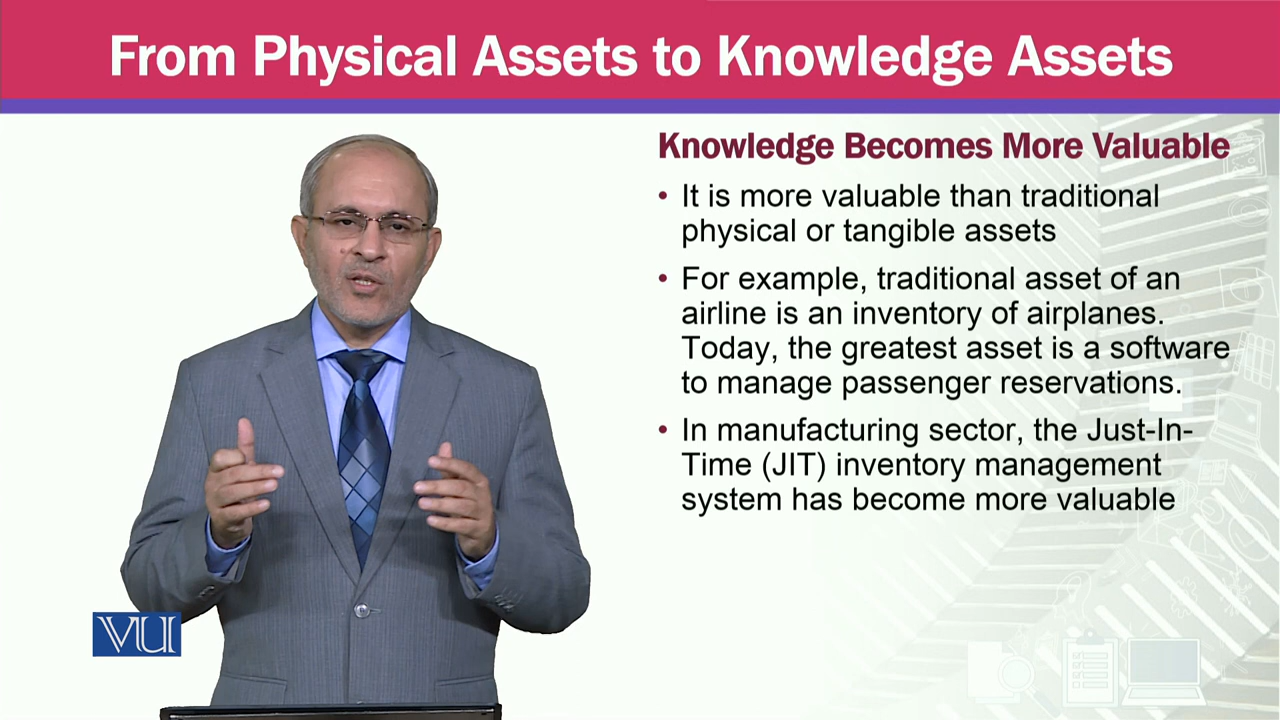 From Physical Assets to Knowledge Assets
Knowledge Becomes More Valuable
• It is more valuable than traditional
physical or tangible assets
• For example, traditional asset of an
airline is an inventory of airplanes.
Today, the greatest asset is a software
to manage passenger reservations.
• In manufacturing sector, the Just-In-
Time (JIT) inventory management
system has become more valuable
VU